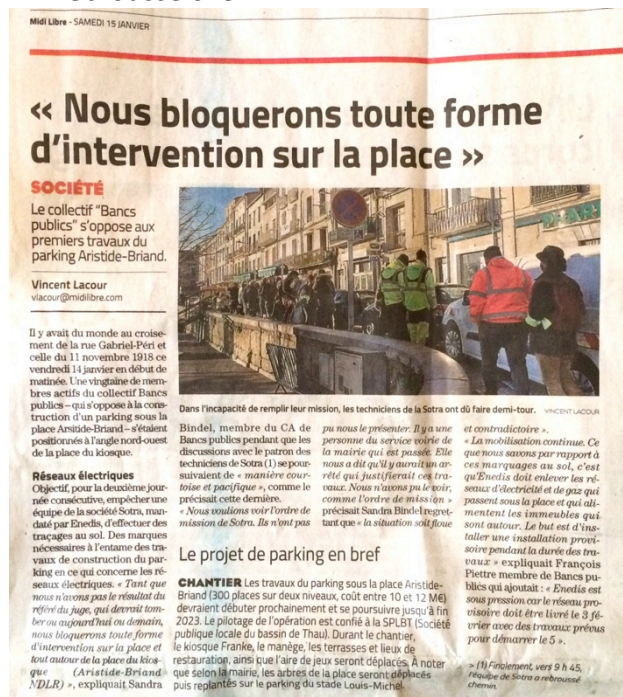 Midi Libre - SAMEDI 15 JANVIER
« Nous bloquerons toute forme
d'intervention sur la place »
SOCIÉTÉ
Le collectif "Bancs
publics" s'oppose aux
premiers travaux du
parking Aristide-Briand.
Vincent Lacour
vlacour@midilibre.com
Il y avait du monde au croise-
ment de la rue Gabriel-Péri et
celle du 11 novembre 1918 ce
vendredi 14 janvier en début de
matinée. Une vingtaine de mem-
bres actifs du collectif Bancs
publics – qui s'oppose à la cons-
truction d'un parking sous la
place Arsitide-Briand – s'étaient
positionnés à l'angle nord-ouest
de la place du kiosque.
Réseaux électriques
Objectif, pour la deuxième jour-
née consécutive, empêcher une
équipe de la société Sotra, man-
daté par Enedis, d'effectuer des
traçages au sol. Des marques
nécessaires à l'entame des tra-
vaux de construction du par-
king en ce qui concerne les ré-
seaux électriques. « Tant que
nous n'avons pas le résultat du
référé du juge, qui devrait tom-
ber ou aujourd'hui ou demain,
nous bloquerons toute forme
d'intervention sur la place et
tout autour de la place du kios-
que (Aristide-Briand
NDLR) », expliquait Sandra
Dans l'incapacité de remplir leur mission, les techniciens de la Sotra ont dû faire demi-tour. VINCENT LACOUR
Bindel, membre du CA de
Bancs publics pendant que les
discussions avec le patron des
techniciens de Sotra (1) se pour-
suivaient de « manière cour-
toise et pacifique », comme le
précisait cette dernière.
« Nous voulions voir l'ordre de
mission de Sotra. Ils n'ont pas
pu nous le présenter. Il y a une
personne du service voirie de
la mairie qui est passée. Elle
nous a dit qu'il y aurait un ar-
rêté qui justifierait ces tra-
vaux. Nous n'avons pu le voir,
comme l'ordre de mission »
précisait Sandra Bindel regret-
tant que « la situation soit floue
et contradictoire ».
« La mobilisation continue. Ce
que nous savons par rapport à
ces marquages au sol, c'est
qu'Enedis doit enlever les ré-
seaux d'électricité et de gaz qui
passent sous la place et qui ali-
mentent les immeubles qui
sont autour. Le but est d'ins-
taller une installation provi-
soire pendant la durée des tra-
vaux » expliquait François
Piettre membre de Bancs pu-
blics qui ajoutait : « Enedis est
sous pression car le réseau pro-
visoire doit être livré le 3 fé-
vrier avec des travaux prévus
pour démarrer le 5 ».
> (1) Finalement, vers 9 h 45,
l'équipe de Sotra a rebroussé
chemin.
Le projet de parking en bref
CHANTIER Les travaux du parking sous la place Aristide-
Briand (300 places sur deux niveaux, coût entre 10 et 12 M€)
devraient débuter prochainement et se poursuivre jusqu'à fin
2023. Le pilotage de l'opération est confié à la SPLBT (Société
publique locale du bassin de Thau). Durant le chantier,
le kiosque Franke, le manège, les terrasses et lieux de
restauration, ainsi que l'aire de jeux seront déplacés. À noter
que selon la mairie, les arbres de la place seront déplacés
puis replantés sur le parking du stade Louis-Michel.